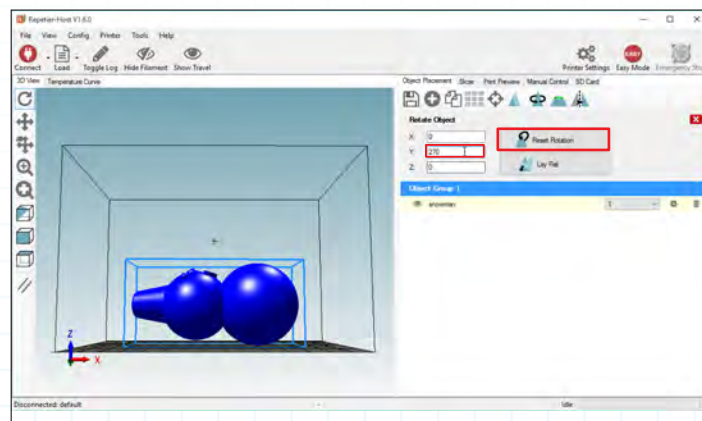 Repetier-Host V1.6.0
File View Config Printer Tools Help
Connect Load Toggle Log Hide Filament Show Travel Printer Settings Easy Mode Emergency Stop
3D View Temperature Curve Object Placement Slicer Print Preview Manual Control SD Card
Rotate Object
X: 0 Reset Rotation
Y: 270
Z: 0 Lay Flat
Object Group 1
snowman 1
EASY
Z
X
Disconnected: default - Idle